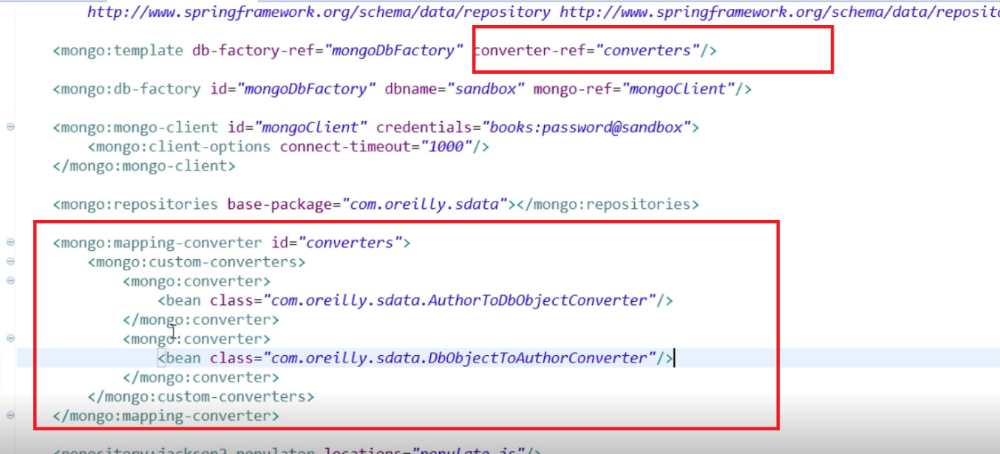 http://www.springframework.org/schema/data/repository http://www.springframework.org/schema/data/reposito
<mongo:template db-factory-ref="mongoDbFactory" converter-ref="converters"/>
<mongo:db-factory id="mongoDbFactory" dbname="sandbox" mongo-ref="mongoClient"/>
<mongo:mongo-client id="mongoClient" credentials="books:password@sandbox">
<mongo:client-options connect-timeout="1000"/>
</mongo:mongo-client>
<mongo:repositories base-package="com.oreilly.sdata"></mongo:repositories>
<mongo:mapping-converter id="converters">
<mongo:custom-converters>
<mongo:converter>
<bean class="com.oreilly.sdata.AuthorToDbObjectConverter"/>
</mongo:converter>
<mongo:converter>
<bean class="com.oreilly.sdata.DbObjectToAuthorConverter"/>
</mongo:converter>
</mongo:custom-converters>
</mongo:mapping-converter>
<repository:jackson2-populator locations="populate.js"/>